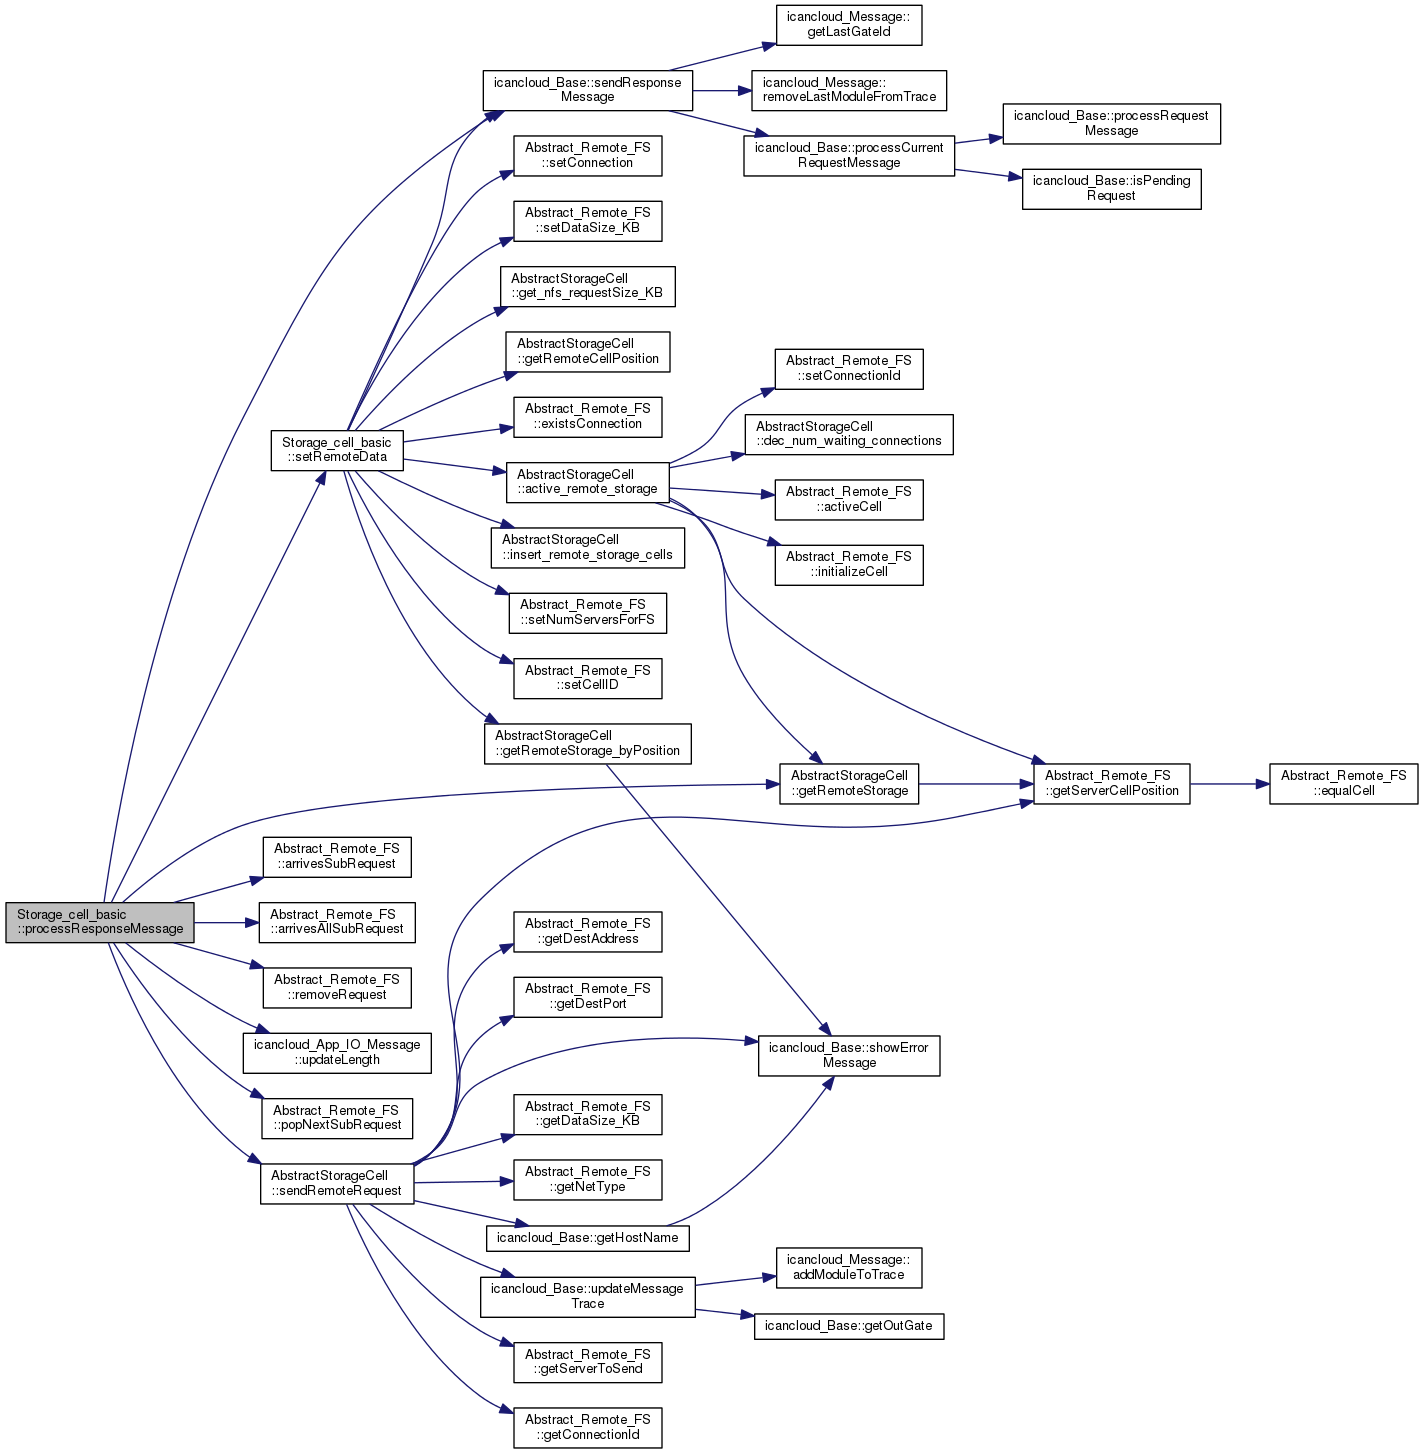 icancloud_Message::
getLastGateId
icancloud_Base::sendResponse
Message
icancloud_Message::
removeLastModuleFromTrace
icancloud_Base::processRequest
Message
icancloud_Base::processCurrent
RequestMessage
Abstract_Remote_FS
::setConnection
icancloud_Base::isPending
Request
Abstract_Remote_FS
::setDataSize_KB
AbstractStorageCell
::get_nfs_requestSize_KB
AbstractStorageCell
::getRemoteCellPosition
Abstract_Remote_FS
::setConnectionId
Abstract_Remote_FS
::existsConnection
AbstractStorageCell
::dec_num_waiting_connections
Storage_cell_basic
::setRemoteData
AbstractStorageCell
::active_remote_storage
Abstract_Remote_FS
::activeCell
AbstractStorageCell
::insert_remote_storage_cells
Abstract_Remote_FS
::initializeCell
Abstract_Remote_FS
::setNumServersForFS
Abstract_Remote_FS
::setCellID
AbstractStorageCell
::getRemoteStorage_byPosition
AbstractStorageCell
::getRemoteStorage
Abstract_Remote_FS
::getServerCellPosition
Abstract_Remote_FS
::equalCell
Abstract_Remote_FS
::arrivesSubRequest
Storage_cell_basic
::processResponseMessage
Abstract_Remote_FS
::arrivesAllSubRequest
Abstract_Remote_FS
::getDestAddress
Abstract_Remote_FS
::removeRequest
Abstract_Remote_FS
::getDestPort
icancloud_App_IO_Message
::updateLength
icancloud_Base::showError
Message
Abstract_Remote_FS
::popNextSubRequest
Abstract_Remote_FS
::getDataSize_KB
AbstractStorageCell
::sendRemoteRequest
Abstract_Remote_FS
::getNetType
icancloud_Base::getHostName
icancloud_Message::
addModuleToTrace
icancloud_Base::updateMessage
Trace
icancloud_Base::getOutGate
Abstract_Remote_FS
::getServerToSend
Abstract_Remote_FS
::getConnectionId